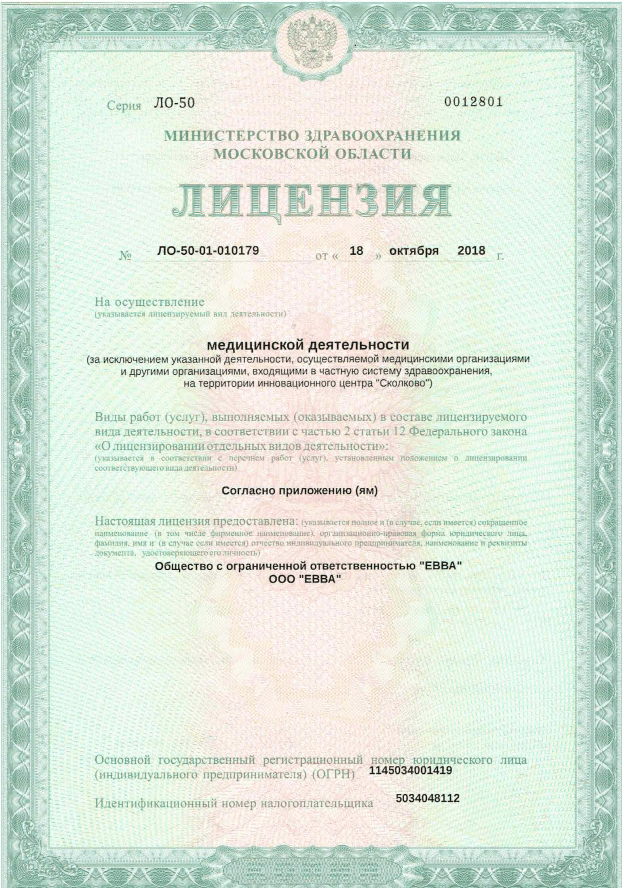 Серия ЛО-50 0012801
МИНИСТЕРСТВО ЗДРАВООХРАНЕНИЯ
МОСКОВСКОЙ ОБЛАСТИ
ЛИЦЕНЗИЯ
№ ЛО-50-01-010179 от « 18 » октября 2018 г.
На осуществление
(указывается лицензируемый вид деятельности)
медицинской деятельности
(за исключением указанной деятельности, осуществляемой медицинскими организациями
и другими организациями, входящими в частную систему здравоохранения,
на территории инновационного центра "Сколково")
Виды работ (услуг), выполняемых (оказываемых) в составе лицензируемого
вида деятельности, в соответствии с частью 2 статьи 12 Федерального закона
«О лицензировании отдельных видов деятельности»:
(указывается в соответствии с перечнем работ (услуг), установленным положением о лицензировании
соответствующего вида деятельности)
Согласно приложению (ям)
Настоящая лицензия предоставлена: (указывается полное и (в случае, если имеется) сокращенное
наименование (в том числе фирменное наименование), организационно-правовая форма юридического лица,
фамилия, имя и (в случае если имеется) отчество индивидуального предпринимателя, наименование и реквизиты
документа, удостоверяющего его личность)
Общество с ограниченной ответственностью "ЕВВА"
ООО "ЕВВА"
Основной государственный регистрационный номер юридического лица
(индивидуального предпринимателя) (ОГРН) 1145034001419
Идентификационный номер налогоплательщика 5034048112